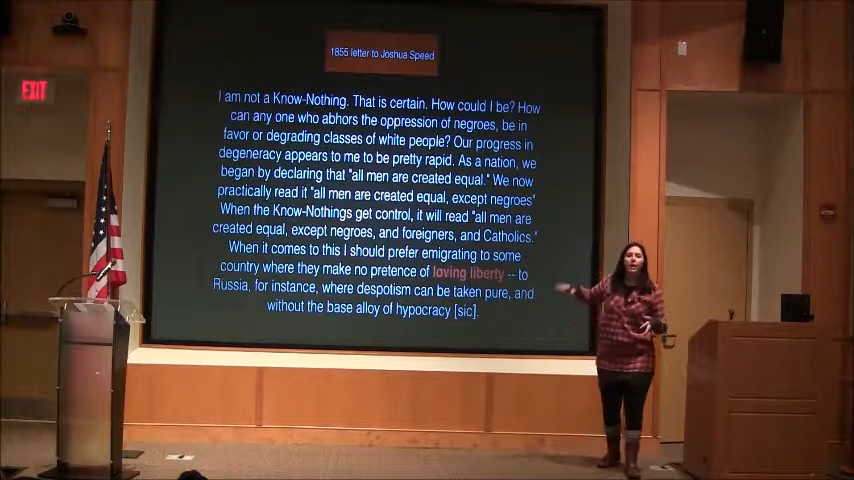 EXIT
1855 letter to Joshua Speed
I am not a Know-Nothing. That is certain. How could I be? How
can any one who abhors the oppression of negroes, be in
favor or degrading classes of white people? Our progress in
degeneracy appears to me to be pretty rapid. As a nation, we
began by declaring that "all men are created equal." We now
practically read it "all men are created equal, except negroes"
When the Know-Nothings get control, it will read "all men are
created equal, except negroes, and foreigners, and Catholics."
When it comes to this I should prefer emigrating to some
country where they make no pretence of loving liberty -- to
Russia, for instance, where despotism can be taken pure, and
without the base alloy of hypocracy [sic].